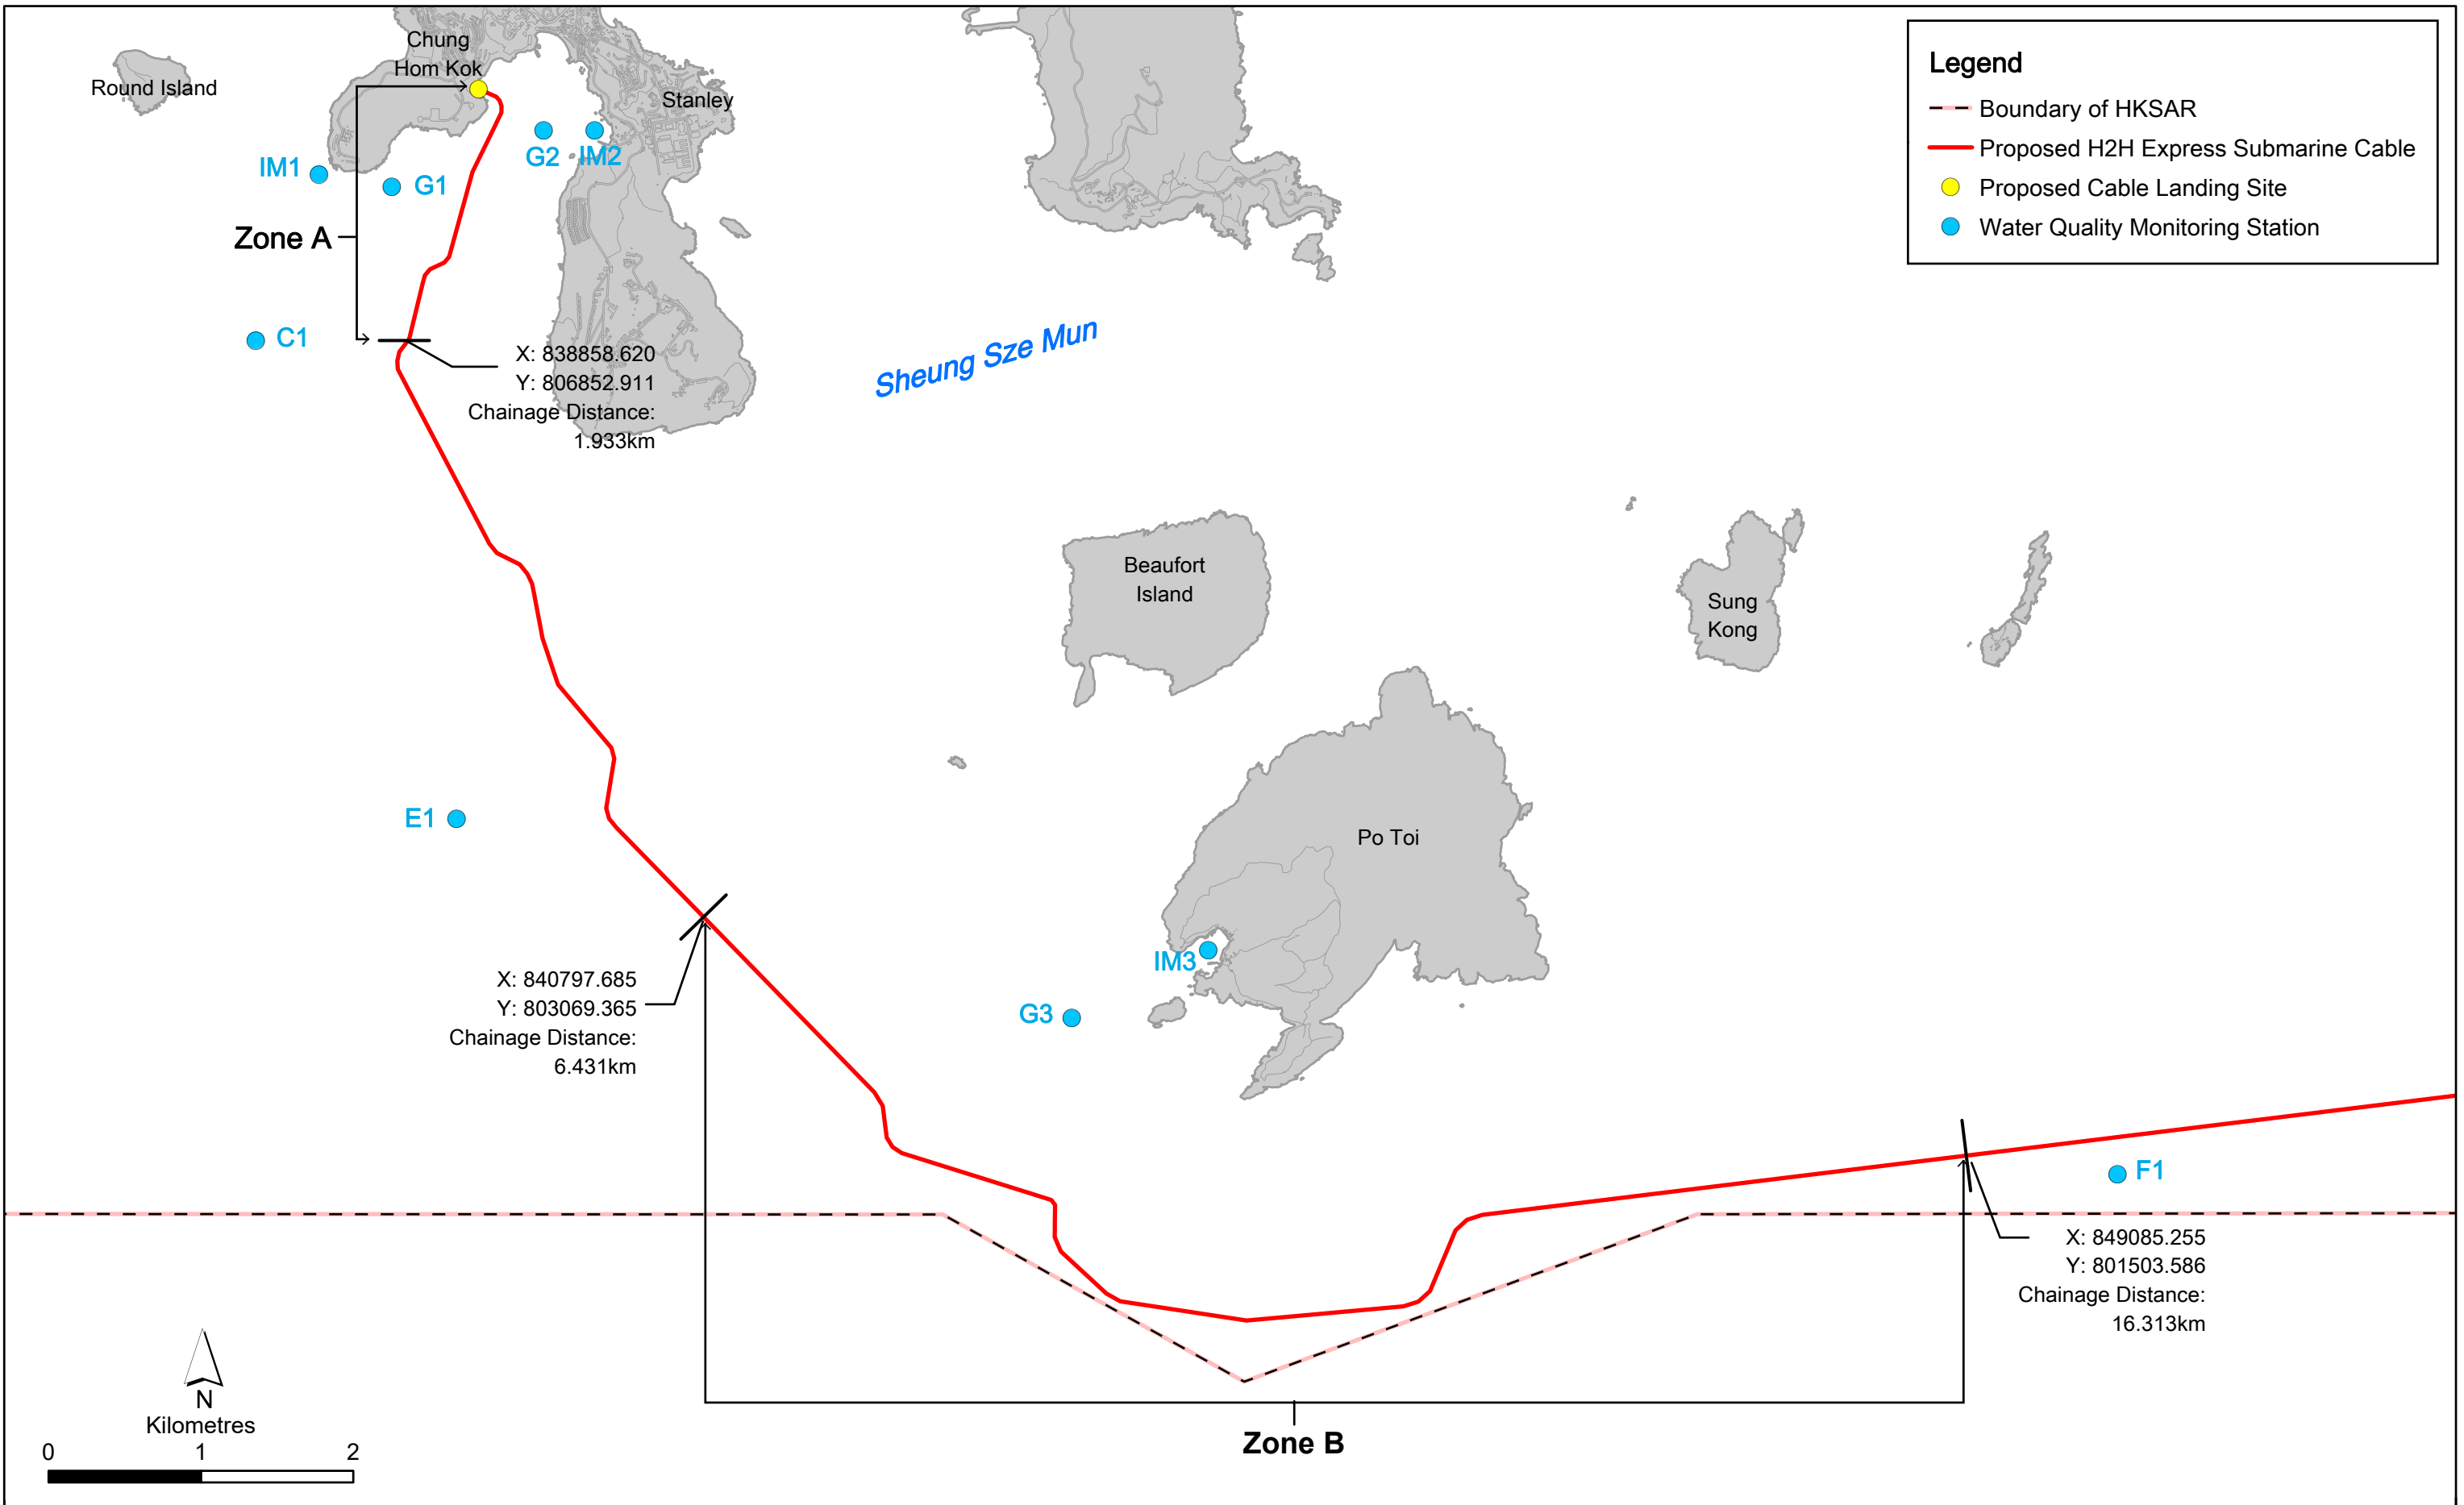 Chung
Hom Kok
Round Island
Stanley
G2
IM2
IM1
G1
Zone A
C1
X: 838858.620
Y: 806852.911
Chainage Distance:
1.933km
Sheung Sze Mun
Legend
Boundary of HKSAR
Proposed H2H Express Submarine Cable
Proposed Cable Landing Site
Water Quality Monitoring Station
Beaufort
Island
Sung
Kong
E1
Po Toi
IM3
G3
X: 840797.685
Y: 803069.365
Chainage Distance:
6.431km
F1
X: 849085.255
Y: 801503.586
Chainage Distance:
16.313km
Zone B
N
Kilometres
0 1 2